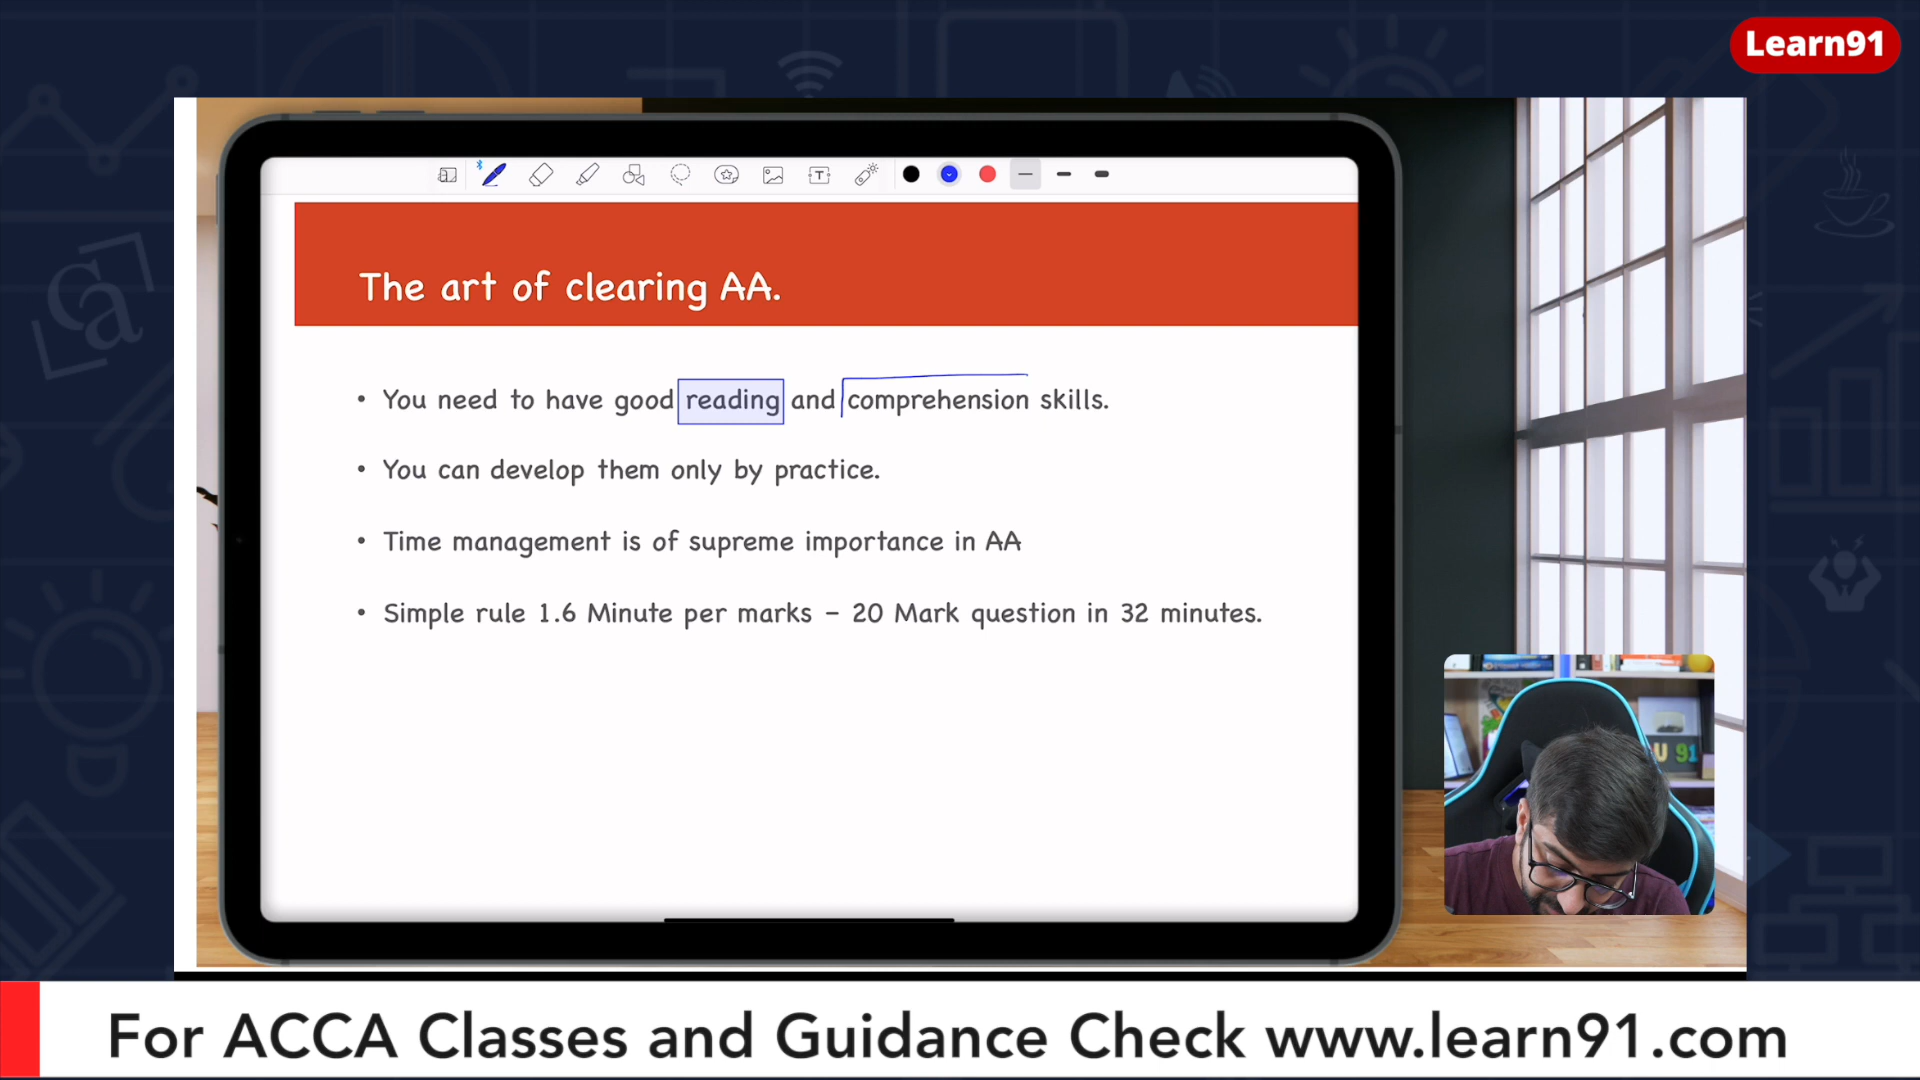 Learn91
The art of clearing AA.
• You need to have good reading and comprehension skills.
• You can develop them only by practice.
• Time management is of supreme importance in AA
• Simple rule 1.6 Minute per marks – 20 Mark question in 32 minutes.
U 91
For ACCA Classes and Guidance Check www.learn91.com